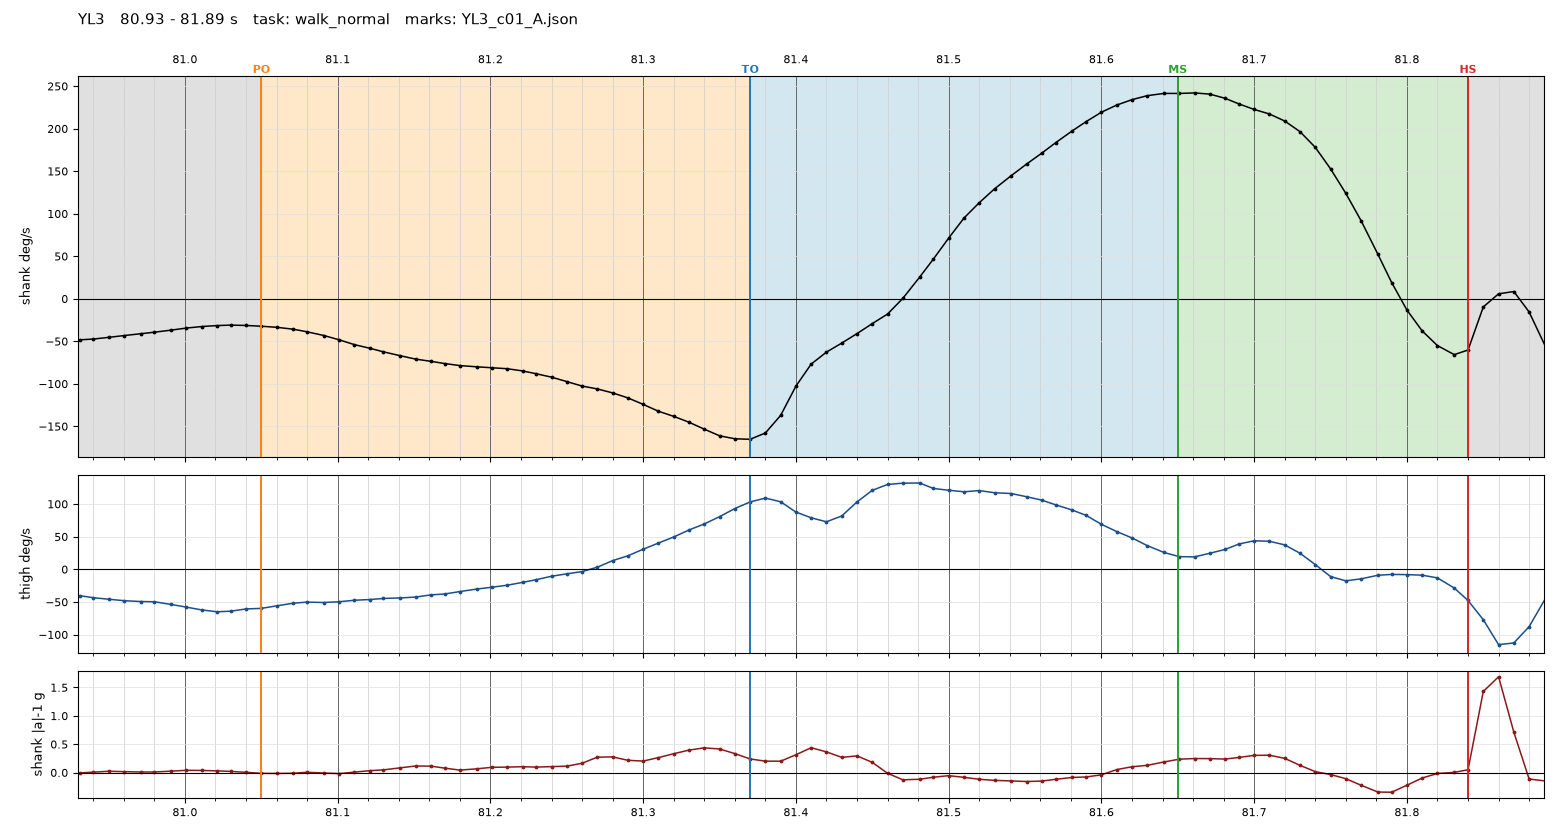 YL3   80.93 - 81.89 s   task: walk_normal   marks: YL3_c01_A.json
81.0 81.1 81.2 81.3 81.4 81.5 81.6 81.7 81.8
PO TO MS HS
shank deg/s
250
200
150
100
50
0
−50
−100
−150
thigh deg/s
100
50
0
−50
−100
shank |a|-1 g
1.5
1.0
0.5
0.0
81.0 81.1 81.2 81.3 81.4 81.5 81.6 81.7 81.8